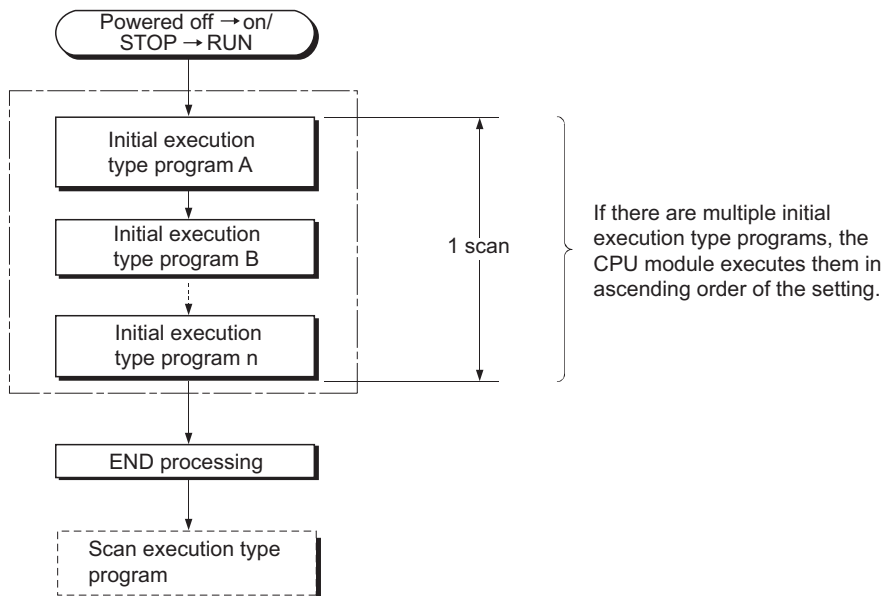 Powered off → on/
STOP → RUN
Initial execution
type program A
Initial execution
type program B
Initial execution
type program n
1 scan
If there are multiple initial
execution type programs, the
CPU module executes them in
ascending order of the setting.
END processing
Scan execution type
program